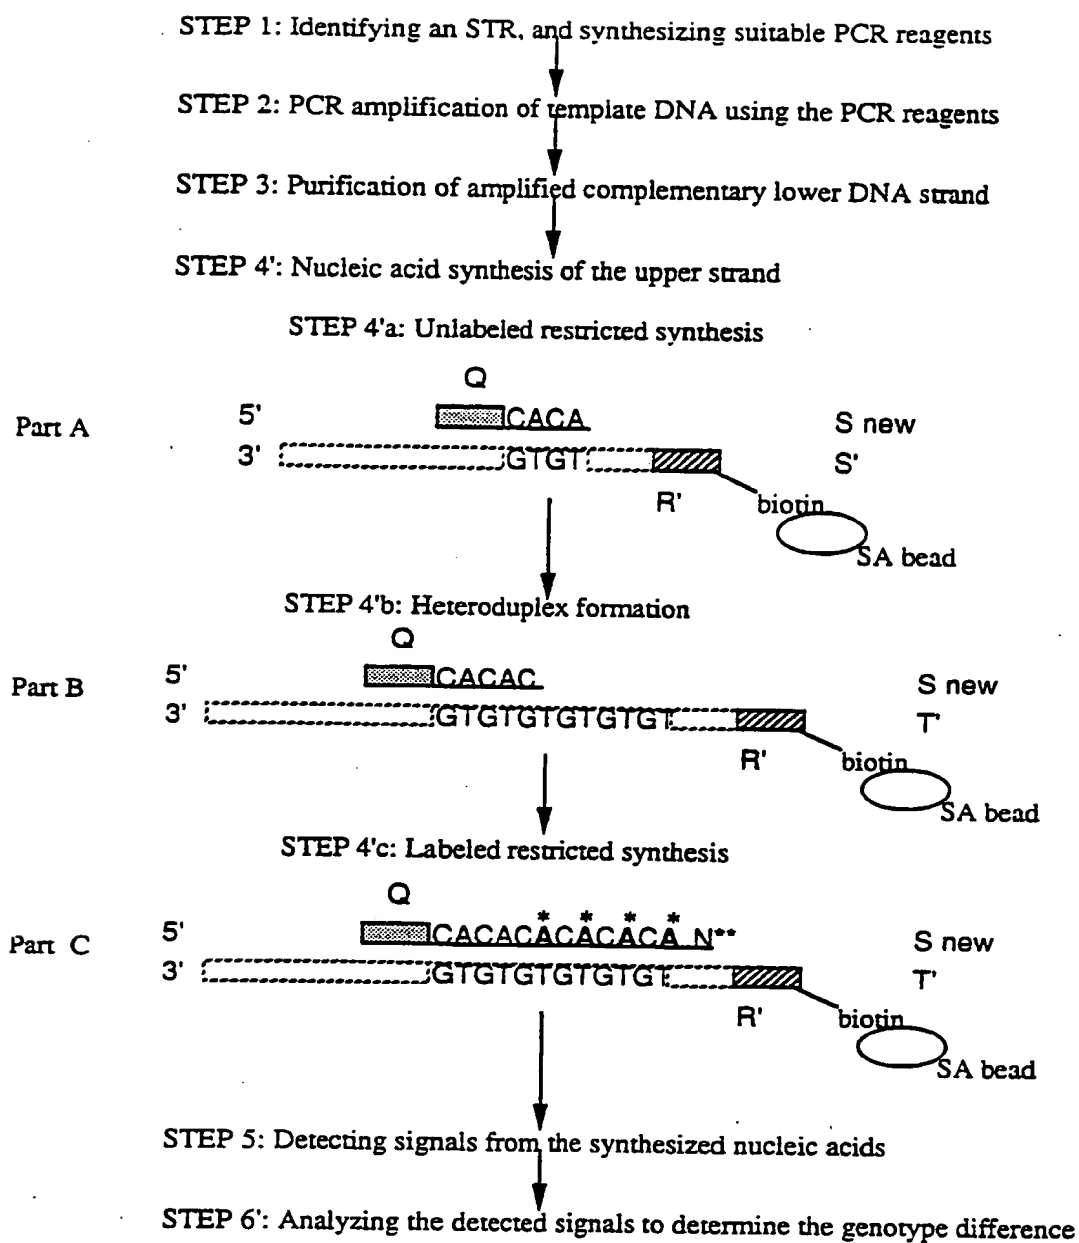 STEP 1: Identifying an STR, and synthesizing suitable PCR reagents
STEP 2: PCR amplification of template DNA using the PCR reagents
STEP 3: Purification of amplified complementary lower DNA strand
STEP 4': Nucleic acid synthesis of the upper strand
STEP 4'a: Unlabeled restricted synthesis
Q
Part A 5' CACA S new
3' GTGT S'
R' biotin
SA bead
STEP 4'b: Heteroduplex formation
Q
Part B 5' CACAC S new
3' GTGTGTGTGTGT T'
R' biotin
SA bead
STEP 4'c: Labeled restricted synthesis
Q
* * * *
Part C 5' CACACACACACA N** S new
3' GTGTGTGTGTGT T'
R' biotin
SA bead
STEP 5: Detecting signals from the synthesized nucleic acids
STEP 6': Analyzing the detected signals to determine the genotype difference